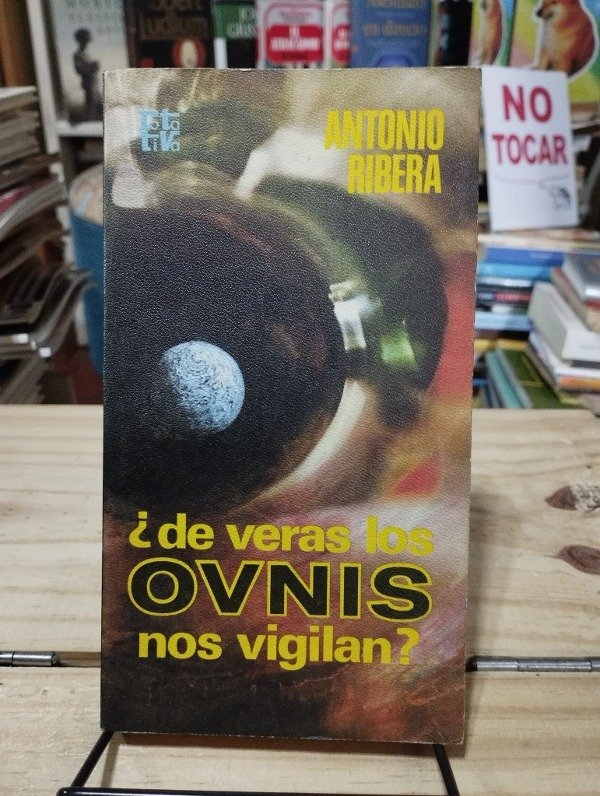 ANTONIO
RIBERA
¿de veras los
OVNIS
nos vigilan?
NO
TOCAR